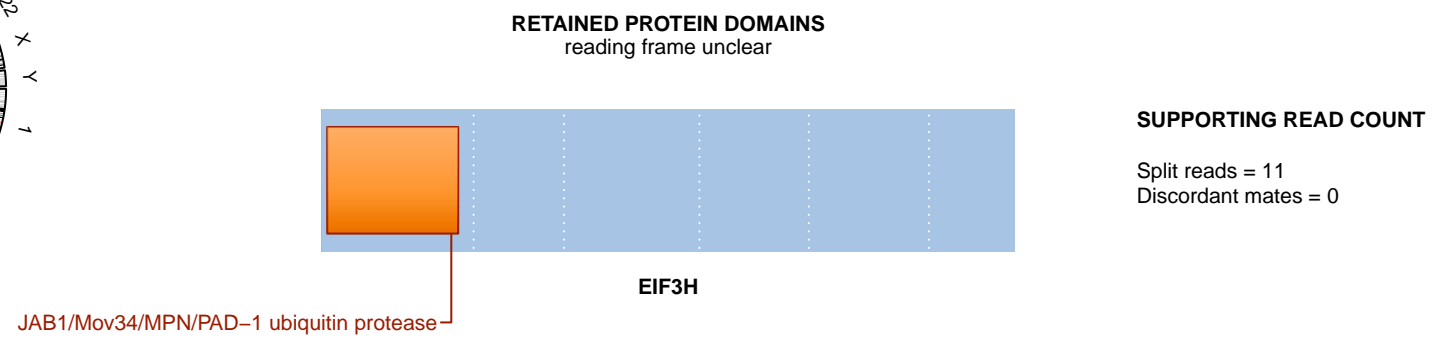 22
X
Y
1
RETAINED PROTEIN DOMAINS
reading frame unclear
SUPPORTING READ COUNT
Split reads = 11
Discordant mates = 0
EIF3H
JAB1/Mov34/MPN/PAD−1 ubiquitin protease